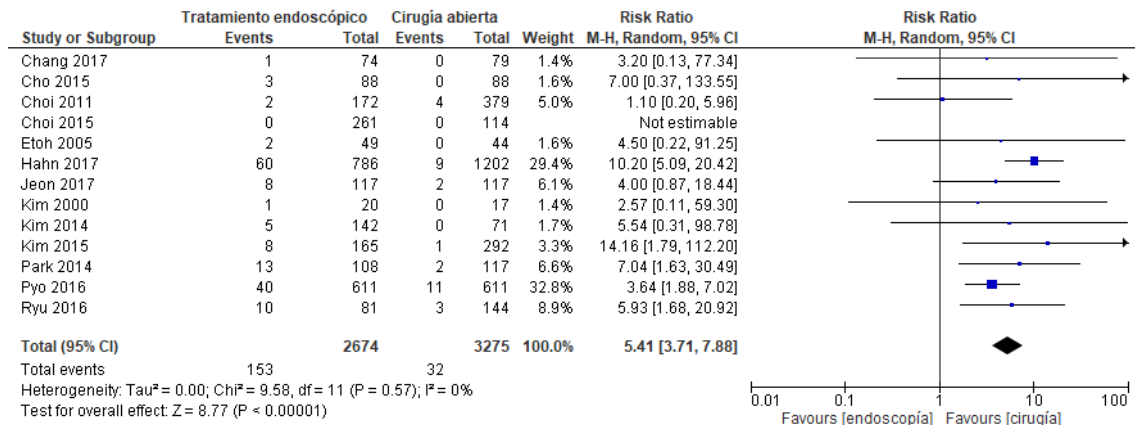 Tratamiento endoscópico Cirugía abierta Risk Ratio Risk Ratio
Study or Subgroup Events Total Events Total Weight M-H, Random, 95% CI M-H, Random, 95% CI
Chang 2017 1 74 0 79 1.4% 3.20 [0.13, 77.34]
Cho 2015 3 88 0 88 1.6% 7.00 [0.37, 133.55]
Choi 2011 2 172 4 379 5.0% 1.10 [0.20, 5.96]
Choi 2015 0 261 0 114 Not estimable
Etoh 2005 2 49 0 44 1.6% 4.50 [0.22, 91.25]
Hahn 2017 60 786 9 1202 29.4% 10.20 [5.09, 20.42]
Jeon 2017 8 117 2 117 6.1% 4.00 [0.87, 18.44]
Kim 2000 1 20 0 17 1.4% 2.57 [0.11, 59.30]
Kim 2014 5 142 0 71 1.7% 5.54 [0.31, 98.78]
Kim 2015 8 165 1 292 3.3% 14.16 [1.79, 112.20]
Park 2014 13 108 2 117 6.6% 7.04 [1.63, 30.49]
Pyo 2016 40 611 11 611 32.8% 3.64 [1.88, 7.02]
Ryu 2016 10 81 3 144 8.9% 5.93 [1.68, 20.92]
Total (95% CI) 2674 3275 100.0% 5.41 [3.71, 7.88]
Total events 153 32
Heterogeneity: Tau² = 0.00; Chi² = 9.58, df = 11 (P = 0.57); I² = 0%
Test for overall effect: Z = 8.77 (P < 0.00001)
0.01 0.1 1 10 100
Favours [endoscopía] Favours [cirugía]